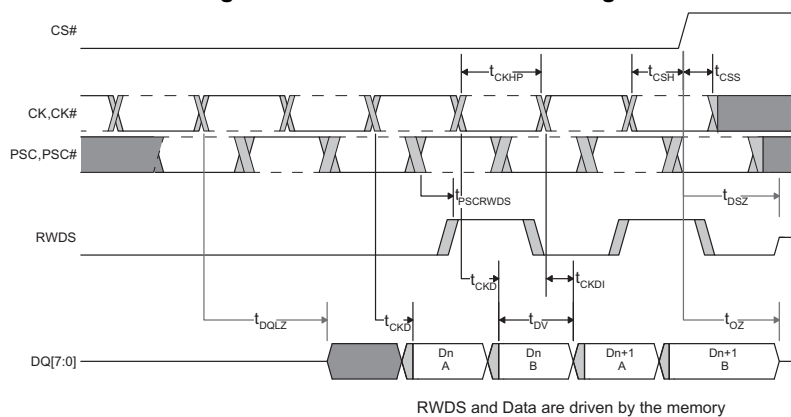 CS#
tCKHP
tCSH
tCSS
CK,CK#
PSC,PSC#
tPSCRWDS
tDSZ
RWDS
tCKD
tCKDI
tDQLZ
tCKD
tDV
tOZ
DQ[7:0]
Dn
A
Dn
B
Dn+1
A
Dn+1
B
RWDS and Data are driven by the memory